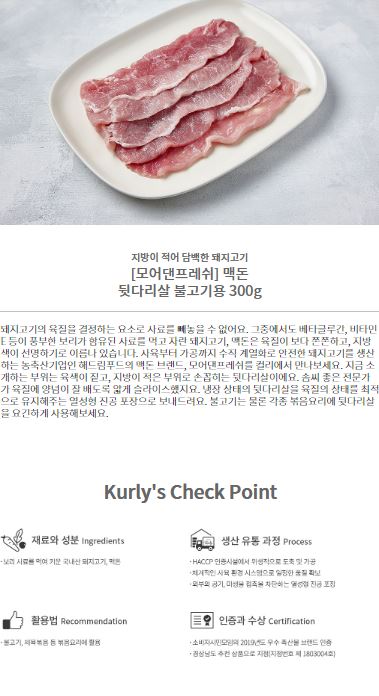 지방이 적어 담백한 돼지고기
[모어댄프레쉬] 맥돈
뒷다리살 불고기용 300g
돼지고기의 육질을 결정하는 요소로 사료를 빼놓을 수 없어요. 그중에서도 베타글루간, 비타민
E 등이 풍부한 보리가 함유된 사료를 먹고 자란 돼지고기, 맥돈은 육질이 보다 쫀쫀하고, 지방
색이 선명하기로 이름나 있습니다. 사육부터 가공까지 수직 계열화로 안전한 돼지고기를 생산
하는 농축산기업인 해드림푸드의 맥돈 브랜드, 모어댄프레쉬를 컬리에서 만나보세요. 지금 소
개하는 부위는 육색이 짙고, 지방이 적은 부위로 손꼽히는 뒷다리살이에요. 솜씨 좋은 전문가
가 육질에 양념이 잘 배도록 얇게 슬라이스했지요. 냉장 상태의 뒷다리살을 육질의 상태를 최적
으로 유지해주는 열성형 진공 포장으로 보내드려요. 불고기는 물론 각종 볶음요리에 뒷다리살
을 요긴하게 사용해보세요.
Kurly's Check Point
재료와 성분 Ingredients
· 보리 사료를 먹여 키운 국내산 돼지고기, 맥돈
생산 유통 과정 Process
· HACCP 인증시설에서 위생적으로 도축 및 가공
· 체계적인 사육 환경 시스템으로 일정한 품질 확보
· 외부의 공기, 미생물 접촉을 차단하는 열성형 진공 포장
활용법 Recommendation
· 불고기, 제육볶음 등 볶음요리에 활용
인증과 수상 Certification
· 소비자시민모임의 2019년도 우수 축산물 브랜드 인증
· 경상남도 추천 상품으로 지정(지정번호 제 1803004호)